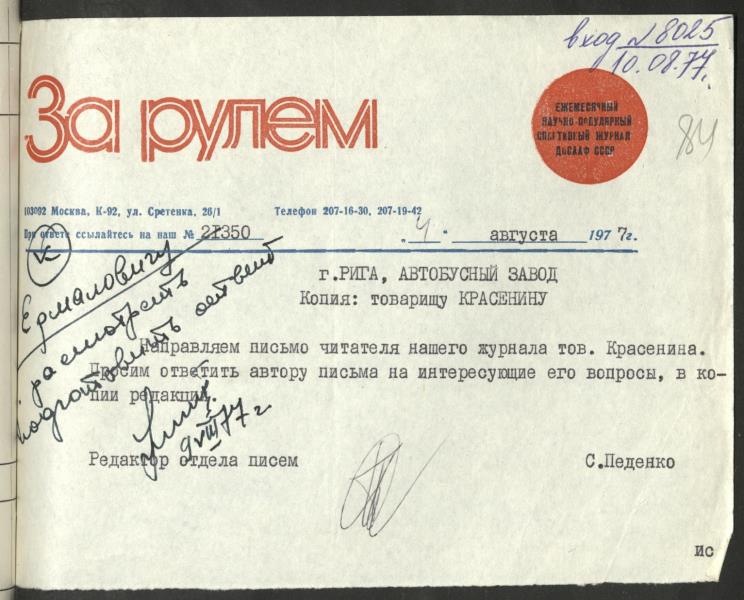 вход №8025
10.08.77г.
За рулем
ЕЖЕМЕСЯЧНЫЙ
НАУЧНО-ПОПУЛЯРНЫЙ
СПОРТИВНЫЙ ЖУРНАЛ
ДОСААФ СССР
84
103092 Москва, К-92, ул. Сретенка, 26/1 Телефон 207-16-30, 207-19-42
При ответе ссылайтесь на наш № 21350 „4" августа 1977г.
г.РИГА, АВТОБУСНЫЙ ЗАВОД
Копия: товарищу КРАСЕНИНУ
Ермаловичу
рассмотреть
подготовить ответ
Направляем письмо читателя нашего журнала тов. Красенина.
Просим ответить автору письма на интересующие его вопросы, в ко-
пии редакции.
9 VIII 77 г
Редактор отдела писем С.Педенко
ИС